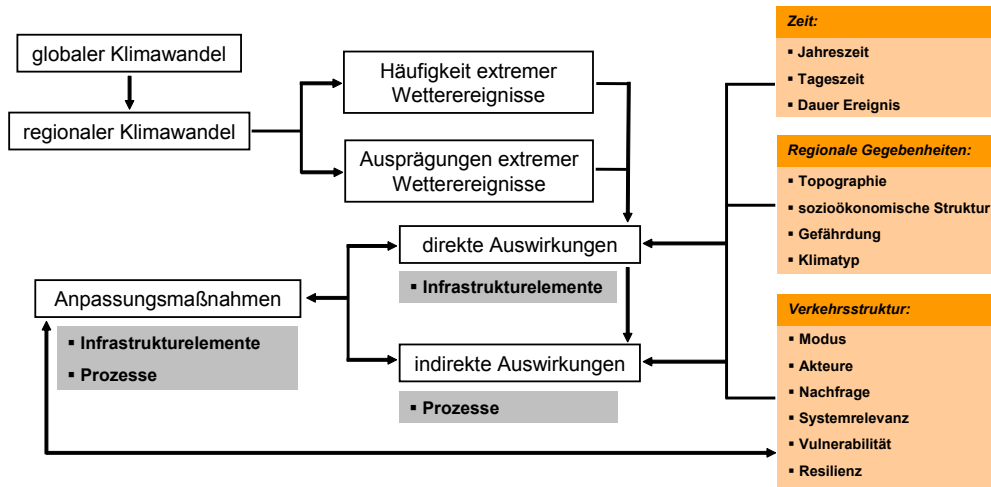 globaler Klimawandel
regionaler Klimawandel
Häufigkeit extremer
Wetterereignisse
Ausprägungen extremer
Wetterereignisse
direkte Auswirkungen
▪ Infrastrukturelemente
Anpassungsmaßnahmen
▪ Infrastrukturelemente
▪ Prozesse
indirekte Auswirkungen
▪ Prozesse
Zeit:
▪ Jahreszeit
▪ Tageszeit
▪ Dauer Ereignis
Regionale Gegebenheiten:
▪ Topographie
▪ sozioökonomische Struktur
▪ Gefährdung
▪ Klimatyp
Verkehrsstruktur:
▪ Modus
▪ Akteure
▪ Nachfrage
▪ Systemrelevanz
▪ Vulnerabilität
▪ Resilienz